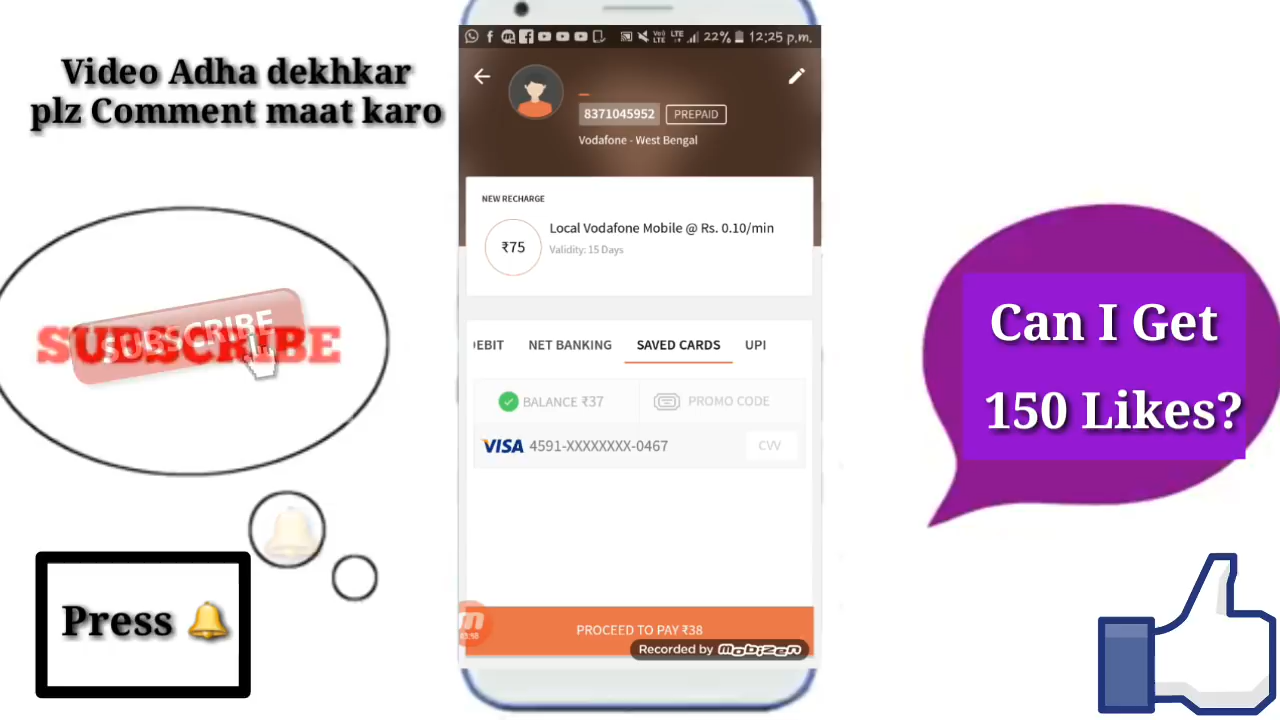 Video Adha dekhkar
plz Comment maat karo
SUBSCRIBE
SUBSCRIBE
Press
22% 12:25 p.m.
8371045952 PREPAID
Vodafone - West Bengal
NEW RECHARGE
₹75
Local Vodafone Mobile @ Rs. 0.10/min
Validity: 15 Days
EBIT NET BANKING SAVED CARDS UPI
BALANCE ₹37 PROMO CODE
VISA 4591-XXXXXXXX-0467 CVV
PROCEED TO PAY ₹38
Recorded by mobizen
Can I Get
150 Likes?